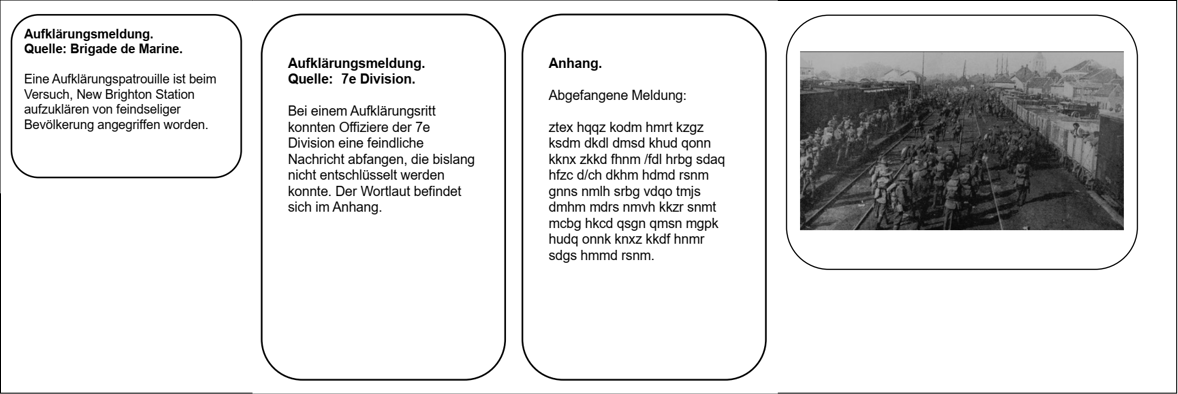 Aufklärungsmeldung.
Quelle: Brigade de Marine.
Eine Aufklärungspatrouille ist beim
Versuch, New Brighton Station
aufzuklären von feindseliger
Bevölkerung angegriffen worden.
Aufklärungsmeldung.
Quelle: 7e Division.
Bei einem Aufklärungsritt
konnten Offiziere der 7e
Division eine feindliche
Nachricht abfangen, die bislang
nicht entschlüsselt werden
konnte. Der Wortlaut befindet
sich im Anhang.
Anhang.
Abgefangene Meldung:
ztex hqqz kodm hmrt kzgz
ksdm dkdl dmsd khud qonn
kknx zkkd fhnm /fdl hrbg sdaq
hfzc d/ch dkhm hdmd rsnm
gnns nmlh srbg vdqo tmjs
dmhm mdrs nmvh kkzr snmt
mcbg hkcd qsgn qmsn mgpk
hudq onnk knxz kkdf hnmr
sdgs hmmd rsnm.